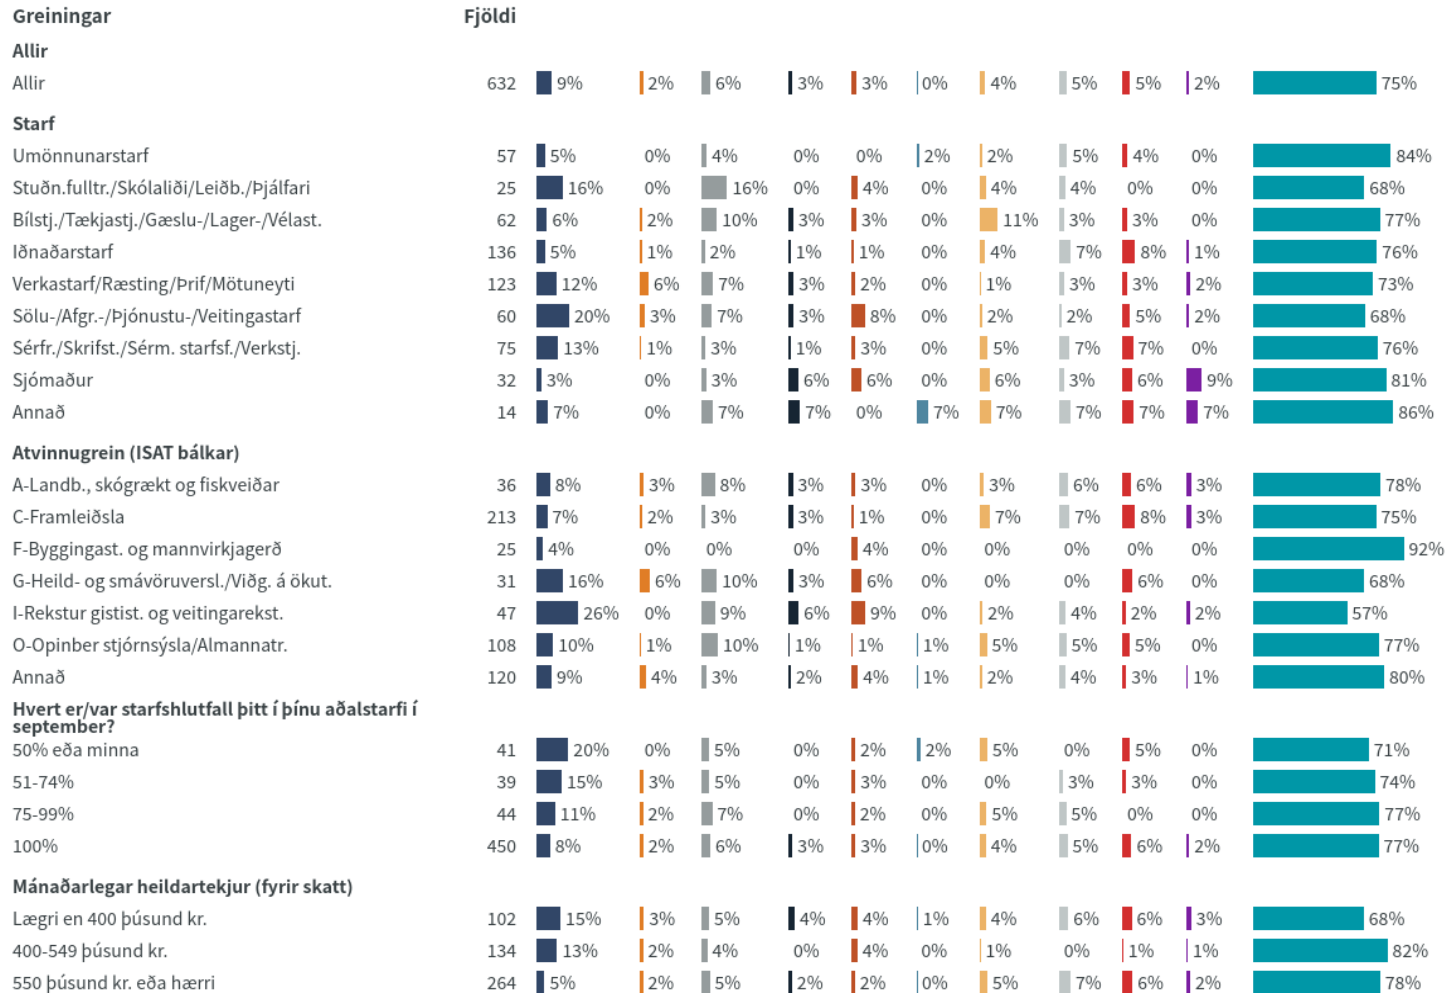 Greiningar Fjöldi
Allir
Allir 632 9% 2% 6% 3% 3% 0% 4% 5% 5% 2% 75%
Starf
Umönnunarstarf 57 5% 0% 4% 0% 0% 2% 2% 5% 4% 0% 84%
Stuðn.fulltr./Skólaliði/Leiðb./Þjálfari 25 16% 0% 16% 0% 4% 0% 4% 4% 0% 0% 68%
Bílstj./Tækjastj./Gæslu-/Lager-/Vélast. 62 6% 2% 10% 3% 3% 0% 11% 3% 3% 0% 77%
Iðnaðarstarf 136 5% 1% 2% 1% 1% 0% 4% 7% 8% 1% 76%
Verkastarf/Ræsting/Þrif/Mötuneyti 123 12% 6% 7% 3% 2% 0% 1% 3% 3% 2% 73%
Sölu-/Afgr.-/Þjónustu-/Veitingastarf 60 20% 3% 7% 3% 8% 0% 2% 2% 5% 2% 68%
Sérfr./Skrifst./Sérm. starfsf./Verkstj. 75 13% 1% 3% 1% 3% 0% 5% 7% 7% 0% 76%
Sjómaður 32 3% 0% 3% 6% 6% 0% 6% 3% 6% 9% 81%
Annað 14 7% 0% 7% 7% 0% 7% 7% 7% 7% 7% 86%
Atvinnugrein (ISAT bálkar)
A-Landb., skógrækt og fiskveiðar 36 8% 3% 8% 3% 3% 0% 3% 6% 6% 3% 78%
C-Framleiðsla 213 7% 2% 3% 3% 1% 0% 7% 7% 8% 3% 75%
F-Byggingast. og mannvirkjagerð 25 4% 0% 0% 0% 4% 0% 0% 0% 0% 0% 92%
G-Heild- og smávöruversl./Viðg. á ökut. 31 16% 6% 10% 3% 6% 0% 0% 0% 6% 0% 68%
I-Rekstur gistist. og veitingarekst. 47 26% 0% 9% 6% 9% 0% 2% 4% 2% 2% 57%
O-Opinber stjórnsýsla/Almannatr. 108 10% 1% 10% 1% 1% 1% 5% 5% 5% 0% 77%
Annað 120 9% 4% 3% 2% 4% 1% 2% 4% 3% 1% 80%
Hvert er/var starfshlutfall þitt í þínu aðalstarfi í
september?
50% eða minna 41 20% 0% 5% 0% 2% 2% 5% 0% 5% 0% 71%
51-74% 39 15% 3% 5% 0% 3% 0% 0% 3% 3% 0% 74%
75-99% 44 11% 2% 7% 0% 2% 0% 5% 5% 0% 0% 77%
100% 450 8% 2% 6% 3% 3% 0% 4% 5% 6% 2% 77%
Mánaðarlegar heildartekjur (fyrir skatt)
Lægri en 400 þúsund kr. 102 15% 3% 5% 4% 4% 1% 4% 6% 6% 3% 68%
400-549 þúsund kr. 134 13% 2% 4% 0% 4% 0% 1% 0% 1% 1% 82%
550 þúsund kr. eða hærri 264 5% 2% 5% 2% 2% 0% 5% 7% 6% 2% 78%